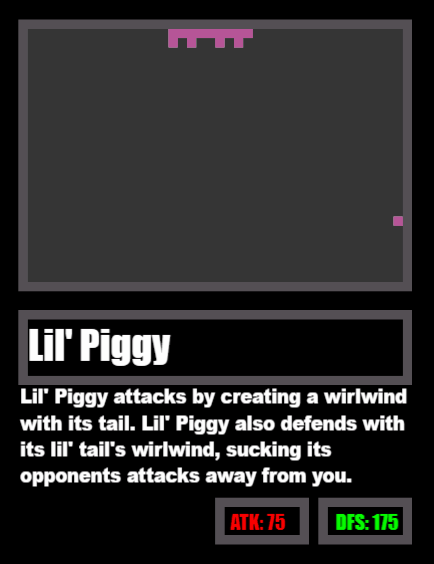 Lil' Piggy
Lil' Piggy attacks by creating a wirlwind
with its tail. Lil' Piggy also defends with
its lil' tail's wirlwind, sucking its
opponents attacks away from you.
ATK: 75 DFS: 175